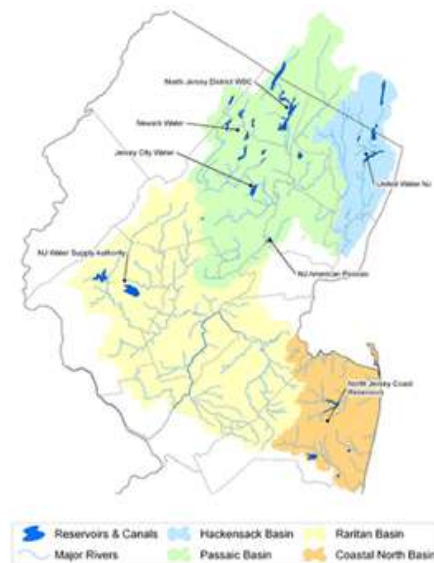 North Jersey District WSC
Newark Water
Jersey City Water
United Water NJ
NJ Water Supply Authority
NJ American Passaic
North Jersey Coast
Reservoirs
Reservoirs & Canals
Hackensack Basin
Raritan Basin
Major Rivers
Passaic Basin
Coastal North Basin